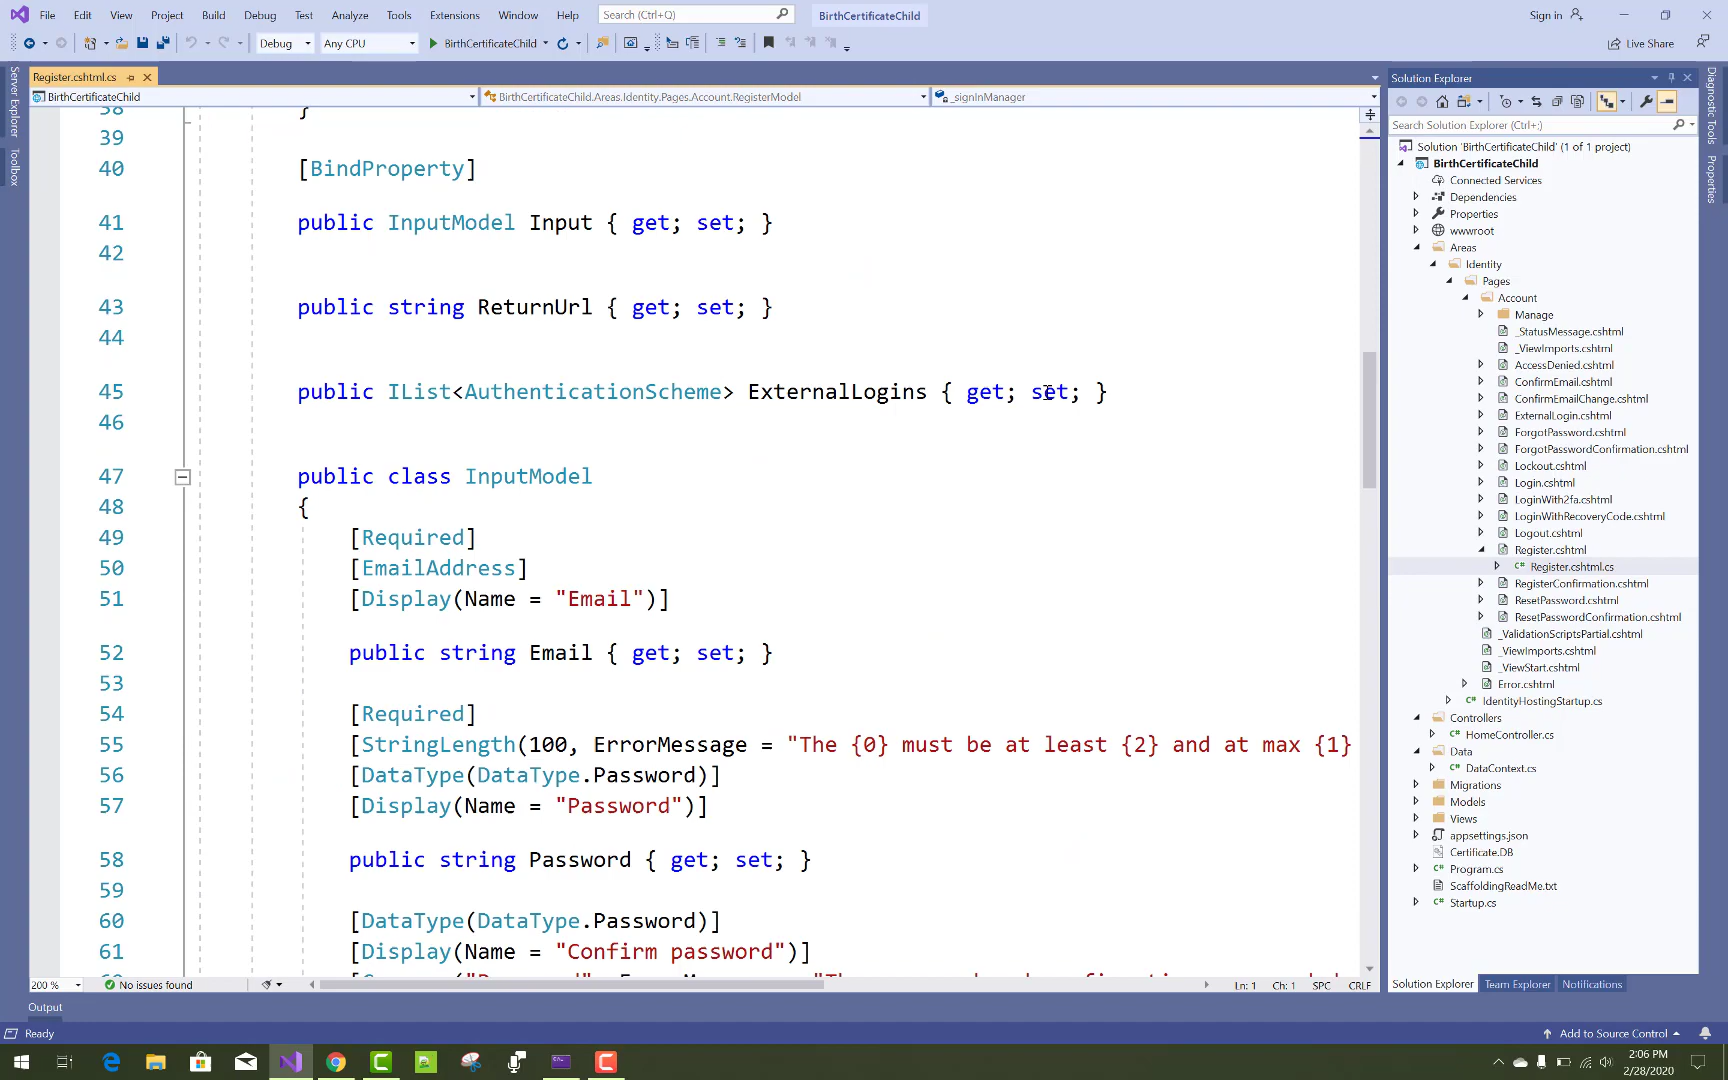 File Edit View Project Build Debug Test Analyze Tools Extensions Window Help Search (Ctrl+Q) BirthCertificateChild Sign in
Debug Any CPU BirthCertificateChild Live Share
Server Explorer
Toolbox
Register.cshtml.cs
BirthCertificateChild BirthCertificateChild.Areas.Identity.Pages.Account.RegisterModel _signInManager
38 }
39
40 [BindProperty]
41 public InputModel Input { get; set; }
42
43 public string ReturnUrl { get; set; }
44
45 public IList<AuthenticationScheme> ExternalLogins { get; set; }
46
47 public class InputModel
48 {
49 [Required]
50 [EmailAddress]
51 [Display(Name = "Email")]
52 public string Email { get; set; }
53
54 [Required]
55 [StringLength(100, ErrorMessage = "The {0} must be at least {2} and at max {1}
56 [DataType(DataType.Password)]
57 [Display(Name = "Password")]
58 public string Password { get; set; }
59
60 [DataType(DataType.Password)]
61 [Display(Name = "Confirm password")]
200 % No issues found Ln: 1 Ch: 1 SPC CRLF
Output
Ready
Solution Explorer
Search Solution Explorer (Ctrl+;)
Solution 'BirthCertificateChild' (1 of 1 project)
BirthCertificateChild
Connected Services
Dependencies
Properties
wwwroot
Areas
Identity
Pages
Account
Manage
_StatusMessage.cshtml
_ViewImports.cshtml
AccessDenied.cshtml
ConfirmEmail.cshtml
ConfirmEmailChange.cshtml
ExternalLogin.cshtml
ForgotPassword.cshtml
ForgotPasswordConfirmation.cshtml
Lockout.cshtml
Login.cshtml
LoginWith2fa.cshtml
LoginWithRecoveryCode.cshtml
Logout.cshtml
Register.cshtml
Register.cshtml.cs
RegisterConfirmation.cshtml
ResetPassword.cshtml
ResetPasswordConfirmation.cshtml
_ValidationScriptsPartial.cshtml
_ViewImports.cshtml
_ViewStart.cshtml
Error.cshtml
IdentityHostingStartup.cs
Controllers
HomeController.cs
Data
DataContext.cs
Migrations
Models
Views
appsettings.json
Certificate.DB
Program.cs
ScaffoldingReadMe.txt
Startup.cs
Solution Explorer Team Explorer Notifications
Diagnostic Tools
Properties
Add to Source Control
2:06 PM
2/28/2020